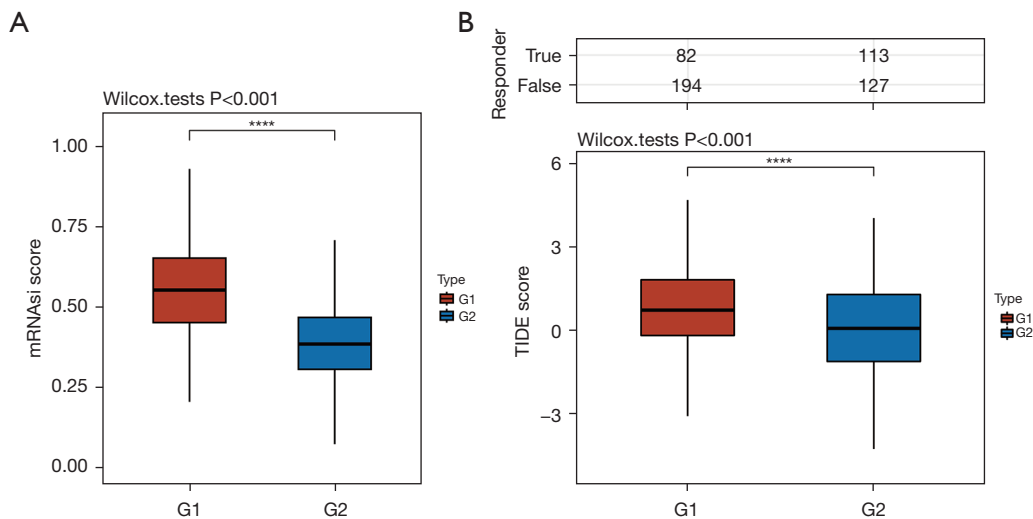 A
Wilcox.tests P<0.001
****
1.00
0.75
0.50
0.25
0.00
mRNAsi score
G1 G2
Type
G1
G2
B
Responder
True 82 113
False 194 127
Wilcox.tests P<0.001
****
6
3
0
−3
TIDE score
G1 G2
Type
G1
G2